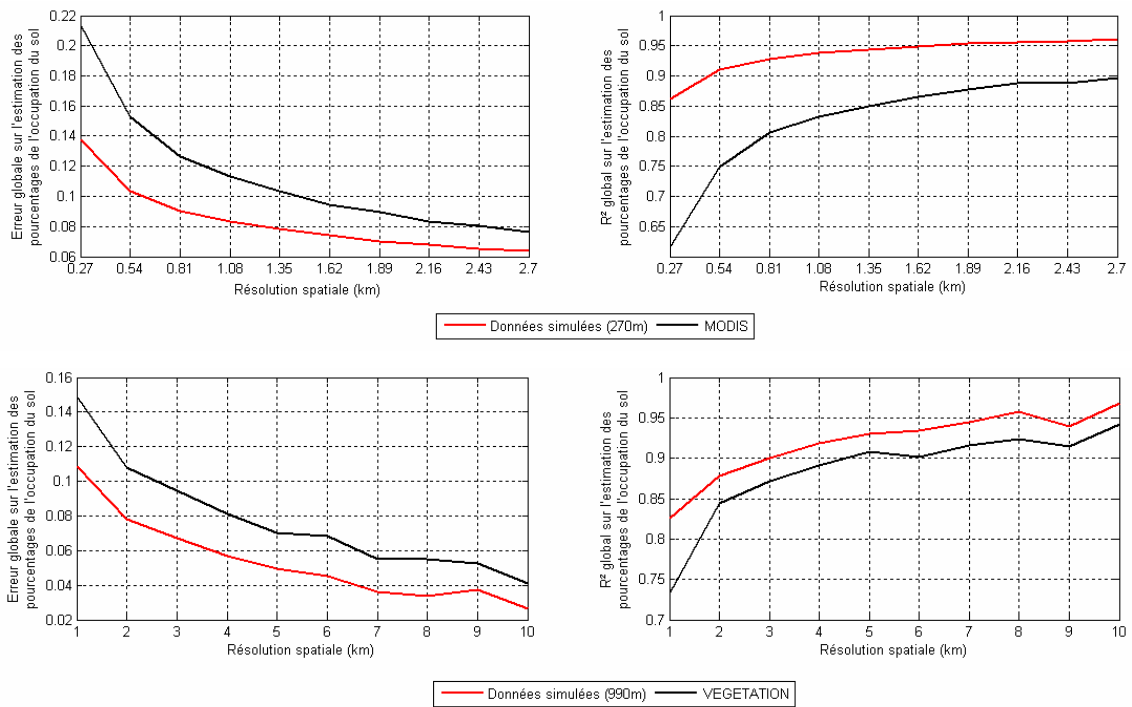 Erreur globale sur l'estimation des
pourcentages de l'occupation du sol
0.22
0.2
0.18
0.16
0.14
0.12
0.1
0.08
0.06
0.27 0.54 0.81 1.08 1.35 1.62 1.89 2.16 2.43 2.7
Résolution spatiale (km)
R² global sur l'estimation des
pourcentages de l'occupation du sol
1
0.95
0.9
0.85
0.8
0.75
0.7
0.65
0.27 0.54 0.81 1.08 1.35 1.62 1.89 2.16 2.43 2.7
Résolution spatiale (km)
Données simulées (270m) MODIS
Erreur globale sur l'estimation des
pourcentages de l'occupation du sol
0.16
0.14
0.12
0.1
0.08
0.06
0.04
0.02
1 2 3 4 5 6 7 8 9 10
Résolution spatiale (km)
R² global sur l'estimation des
pourcentages de l'occupation du sol
1
0.95
0.9
0.85
0.8
0.75
0.7
1 2 3 4 5 6 7 8 9 10
Résolution spatiale (km)
Données simulées (990m) VEGETATION